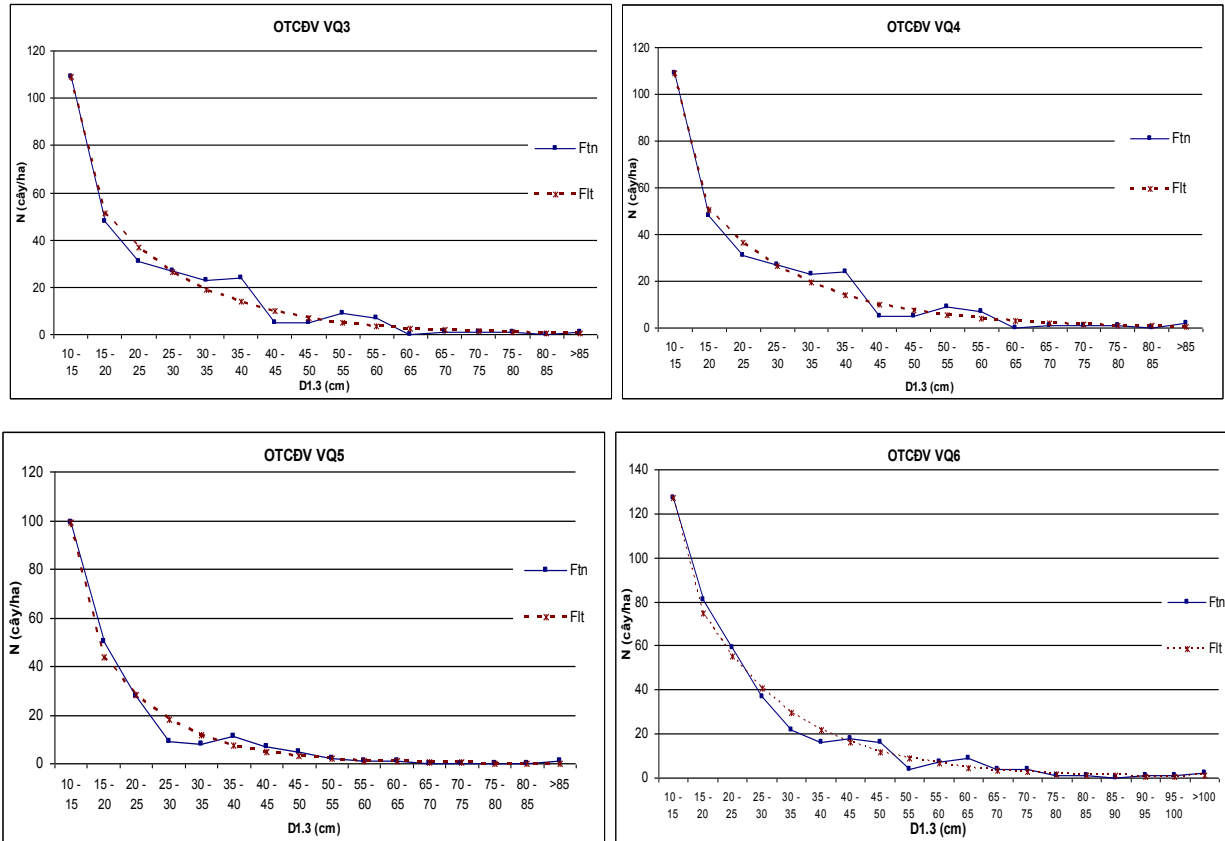 OTCĐV VQ3
120
100
80
60
40
20
0
N (cây/ha)
Ftn
Flt
10 - 15 - 20 - 25 - 30 - 35 - 40 - 45 - 50 - 55 - 60 - 65 - 70 - 75 - 80 - >85
15 20 25 30 35 40 45 50 55 60 65 70 75 80 85
D1.3 (cm)
OTCĐV VQ4
120
100
80
60
40
20
0
N (cây/ha)
Ftn
Flt
10 - 15 - 20 - 25 - 30 - 35 - 40 - 45 - 50 - 55 - 60 - 65 - 70 - 75 - 80 - >85
15 20 25 30 35 40 45 50 55 60 65 70 75 80 85
D1.3 (cm)
OTCĐV VQ5
120
100
80
60
40
20
0
N (cây/ha)
Ftn
Flt
10 - 15 - 20 - 25 - 30 - 35 - 40 - 45 - 50 - 55 - 60 - 65 - 70 - 75 - 80 - >85
15 20 25 30 35 40 45 50 55 60 65 70 75 80 85
D1.3 (cm)
OTCĐV VQ6
140
120
100
80
60
40
20
0
N (cây/ha)
Ftn
Flt
10 - 15 - 20 - 25 - 30 - 35 - 40 - 45 - 50 - 55 - 60 - 65 - 70 - 75 - 80 - 85 - 90 - 95 - >100
15 20 25 30 35 40 45 50 55 60 65 70 75 80 85 90 95 100
D1.3 (cm)